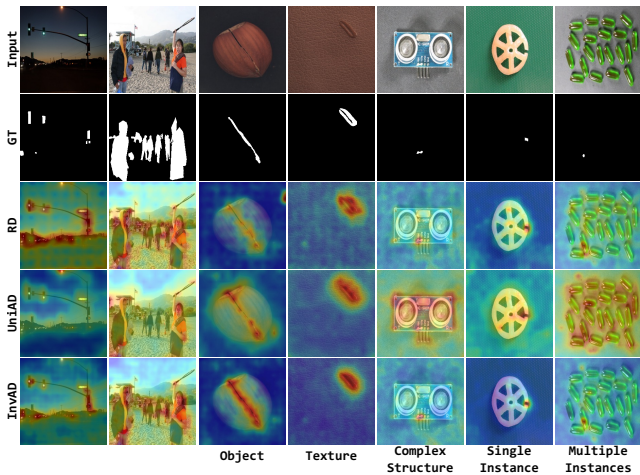 Input
GT
RD
UniAD
InvAD
Object
Texture
Complex
Structure
Single
Instance
Multiple
Instances